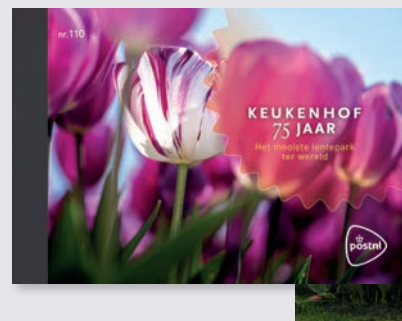 nr. 110
KEUKENHOF
75 JAAR
Het mooiste lentepark
ter wereld
postnl